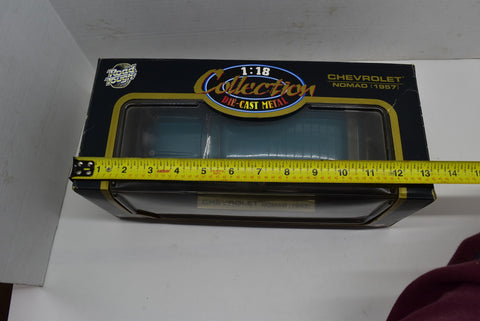 Road
Tough
1:18
Collection
DIE-CAST METAL
CHEVROLET
NOMAD (1957)
1 2 3 4 5 6 7 8 9 10 11 12 13 14 15
CHEVROLET NOMAD (1957)